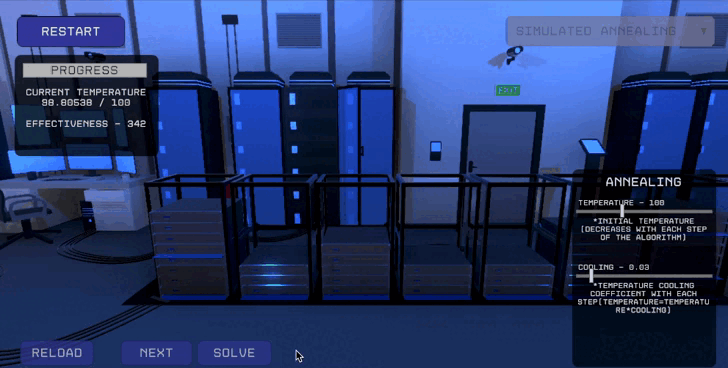 RESTART
SIMULATED ANNEALING
PROGRESS
CURRENT TEMPERATURE
98.80538 / 100
EFFECTIVENESS - 342
EXIT
ANNEALING
TEMPERATURE - 100
*INITIAL TEMPERATURE
(DECREASES WITH EACH STEP
OF THE ALGORITHM)
COOLING - 0.03
*TEMPERATURE COOLING
COEFFICIENT WITH EACH
STEP(TEMPERATURE=TEMPERATU
RE*COOLING)
RELOAD
NEXT
SOLVE